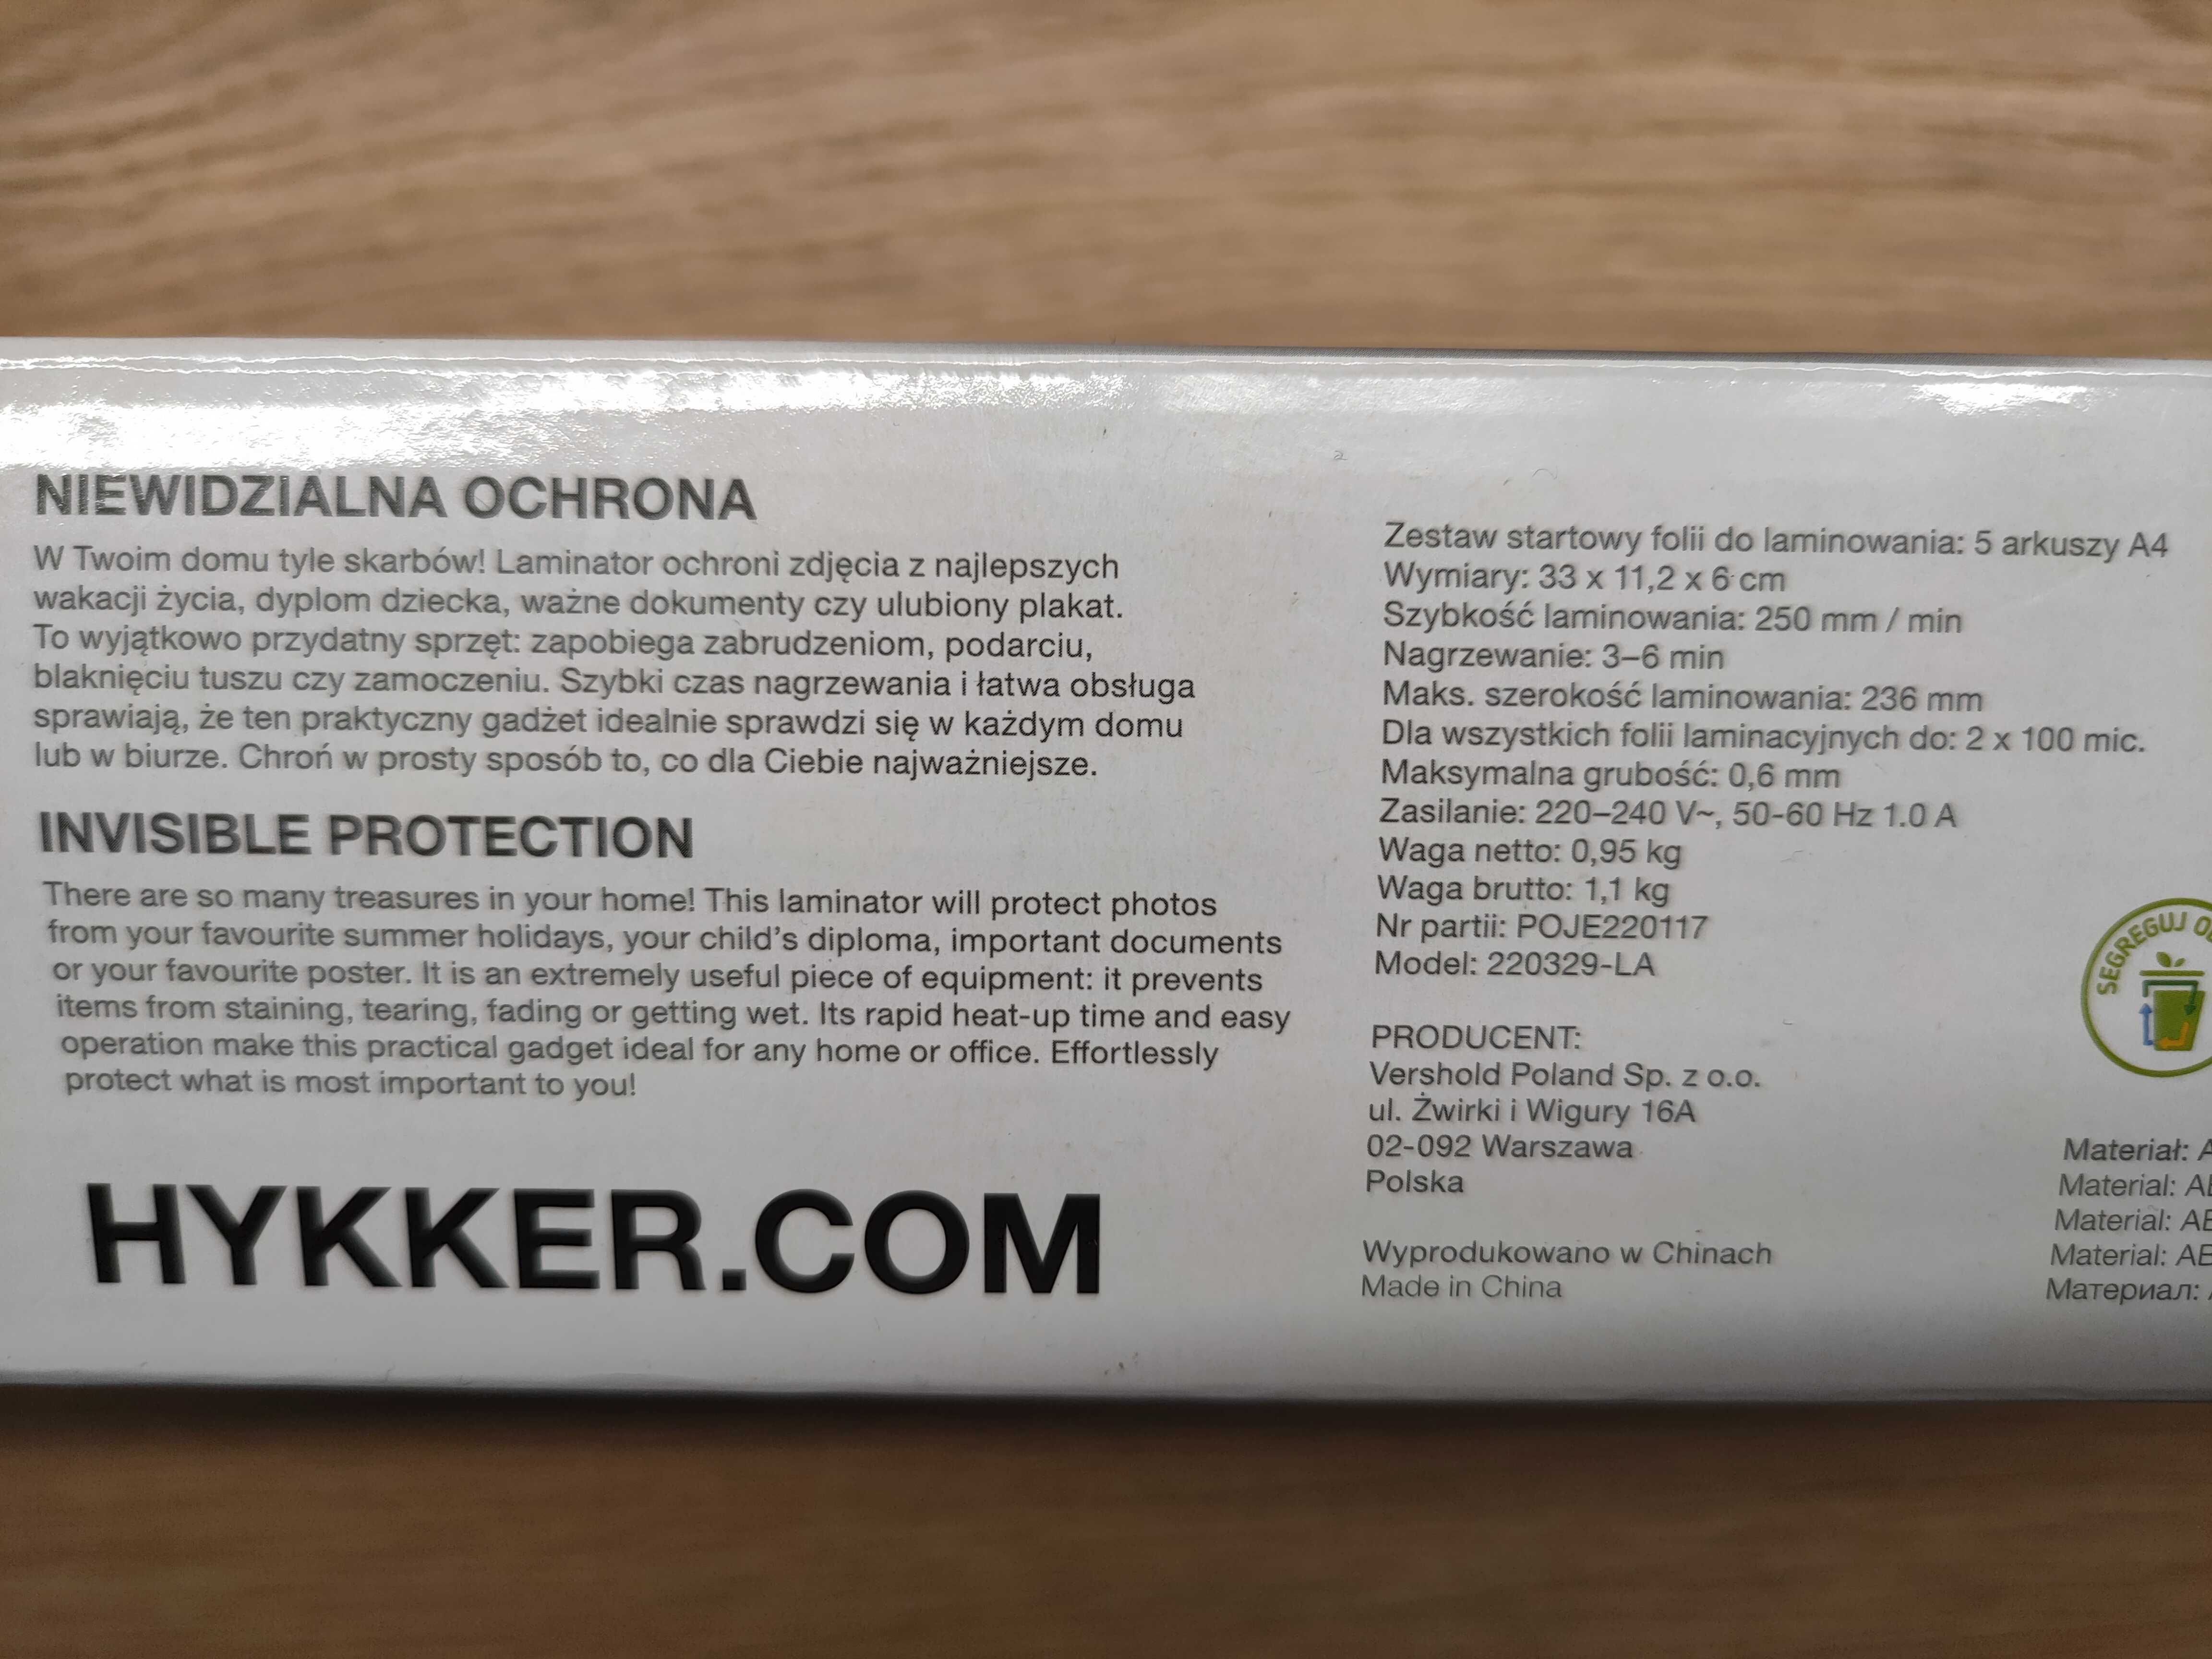 NIEWIDZIALNA OCHRONA
W Twoim domu tyle skarbów! Laminator ochroni zdjęcia z najlepszych
wakacji życia, dyplom dziecka, ważne dokumenty czy ulubiony plakat.
To wyjątkowo przydatny sprzęt: zapobiega zabrudzeniom, podarciu,
blaknięciu tuszu czy zamoczeniu. Szybki czas nagrzewania i łatwa obsługa
sprawiają, że ten praktyczny gadżet idealnie sprawdzi się w każdym domu
lub w biurze. Chroń w prosty sposób to, co dla Ciebie najważniejsze.
INVISIBLE PROTECTION
There are so many treasures in your home! This laminator will protect photos
from your favourite summer holidays, your child's diploma, important documents
or your favourite poster. It is an extremely useful piece of equipment: it prevents
items from staining, tearing, fading or getting wet. Its rapid heat-up time and easy
operation make this practical gadget ideal for any home or office. Effortlessly
protect what is most important to you!
HYKKER.COM
Zestaw startowy folii do laminowania: 5 arkuszy A4
Wymiary: 33 x 11,2 x 6 cm
Szybkość laminowania: 250 mm / min
Nagrzewanie: 3–6 min
Maks. szerokość laminowania: 236 mm
Dla wszystkich folii laminacyjnych do: 2 x 100 mic.
Maksymalna grubość: 0,6 mm
Zasilanie: 220–240 V~, 50-60 Hz 1.0 A
Waga netto: 0,95 kg
Waga brutto: 1,1 kg
Nr partii: POJE220117
Model: 220329-LA
PRODUCENT:
Vershold Poland Sp. z o.o.
ul. Żwirki i Wigury 16A
02-092 Warszawa
Polska
Wyprodukowano w Chinach
Made in China
SEGREGUJ
Materiał:
Material:
Material:
Material:
Материал: